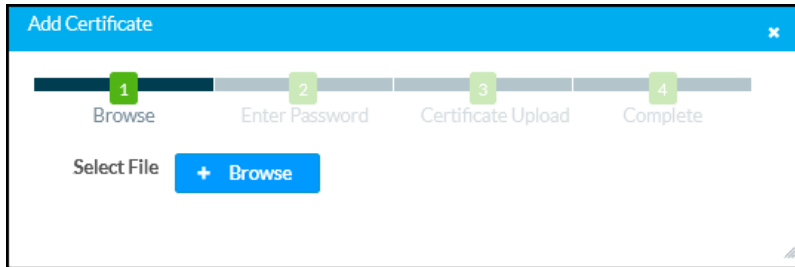 Add Certificate
×
1 2 3 4
Browse Enter Password Certificate Upload Complete
Select File + Browse